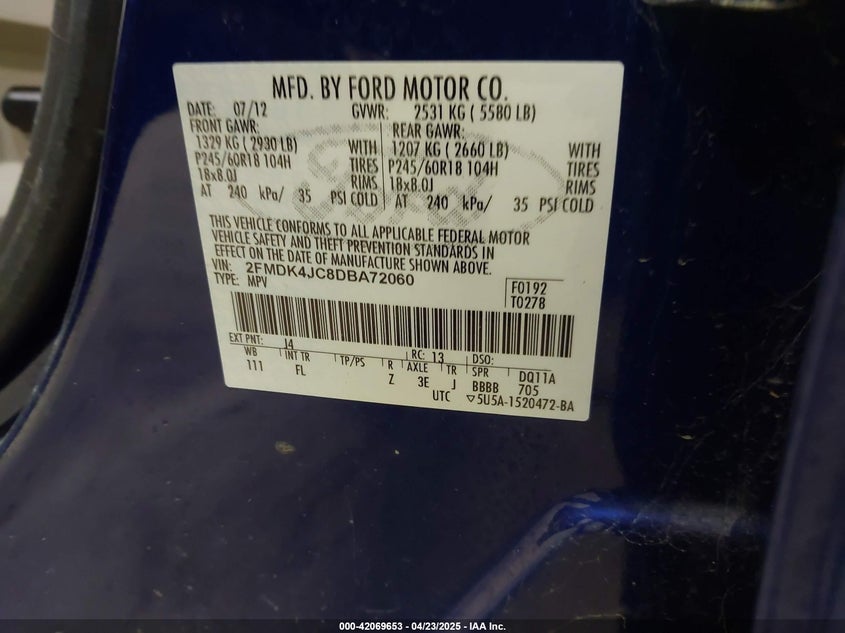 MFD. BY FORD MOTOR CO.
DATE: 07/12 GVWR: 2531 KG ( 5580 LB)
FRONT GAWR: REAR GAWR:
1329 KG ( 2930 LB) WITH 1207 KG ( 2660 LB) WITH
P245/60R18 104H TIRES P245/60R18 104H TIRES
18x8.0J RIMS 18x8.0J RIMS
AT 240 kPa/ 35 PSI COLD AT 240 kPa/ 35 PSI COLD
THIS VEHICLE CONFORMS TO ALL APPLICABLE FEDERAL MOTOR
VEHICLE SAFETY AND THEFT PREVENTION STANDARDS IN
EFFECT ON THE DATE OF MANUFACTURE SHOWN ABOVE.
VIN: 2FMDK4JC8DBA72060 F0192
TYPE: MPV T0278
EXT PNT: J4 RC: 13 DSO:
WB INT TR TP/PS R AXLE TR SPR DQ11A
111 FL Z 3E J BBBB 705
UTC ▽5U5A-1520472-BA
000-42069653 / 04/23/2025 - IAA Inc.